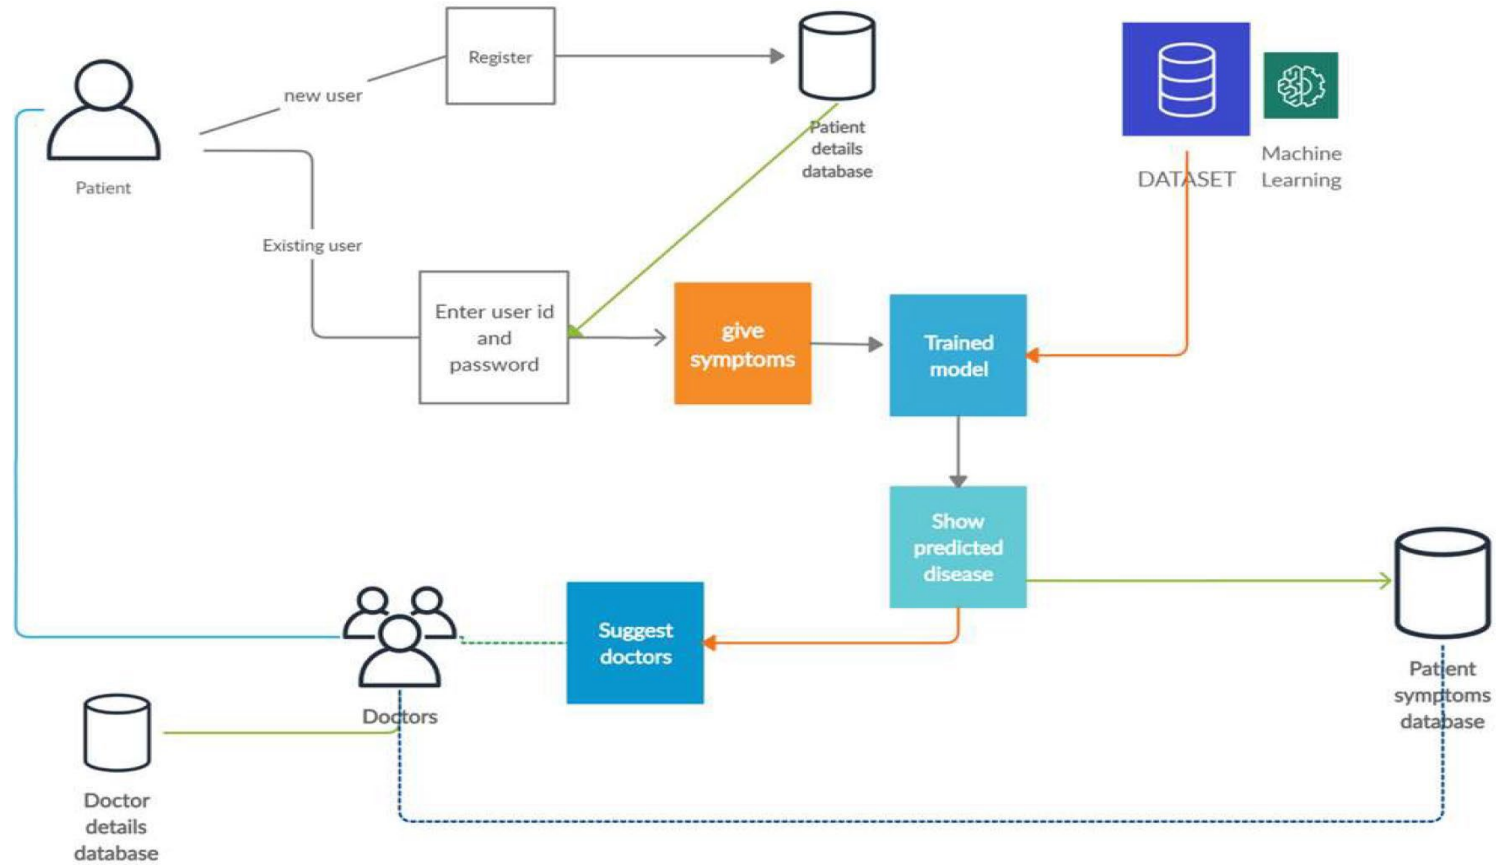 Register
new user
Patient
details
database
Machine
Learning
DATASET
Patient
Existing user
Enter user id
and
password
give
symptoms
Trained
model
Show
predicted
disease
Suggest
doctors
Patient
symptoms
database
Doctors
Doctor
details
database